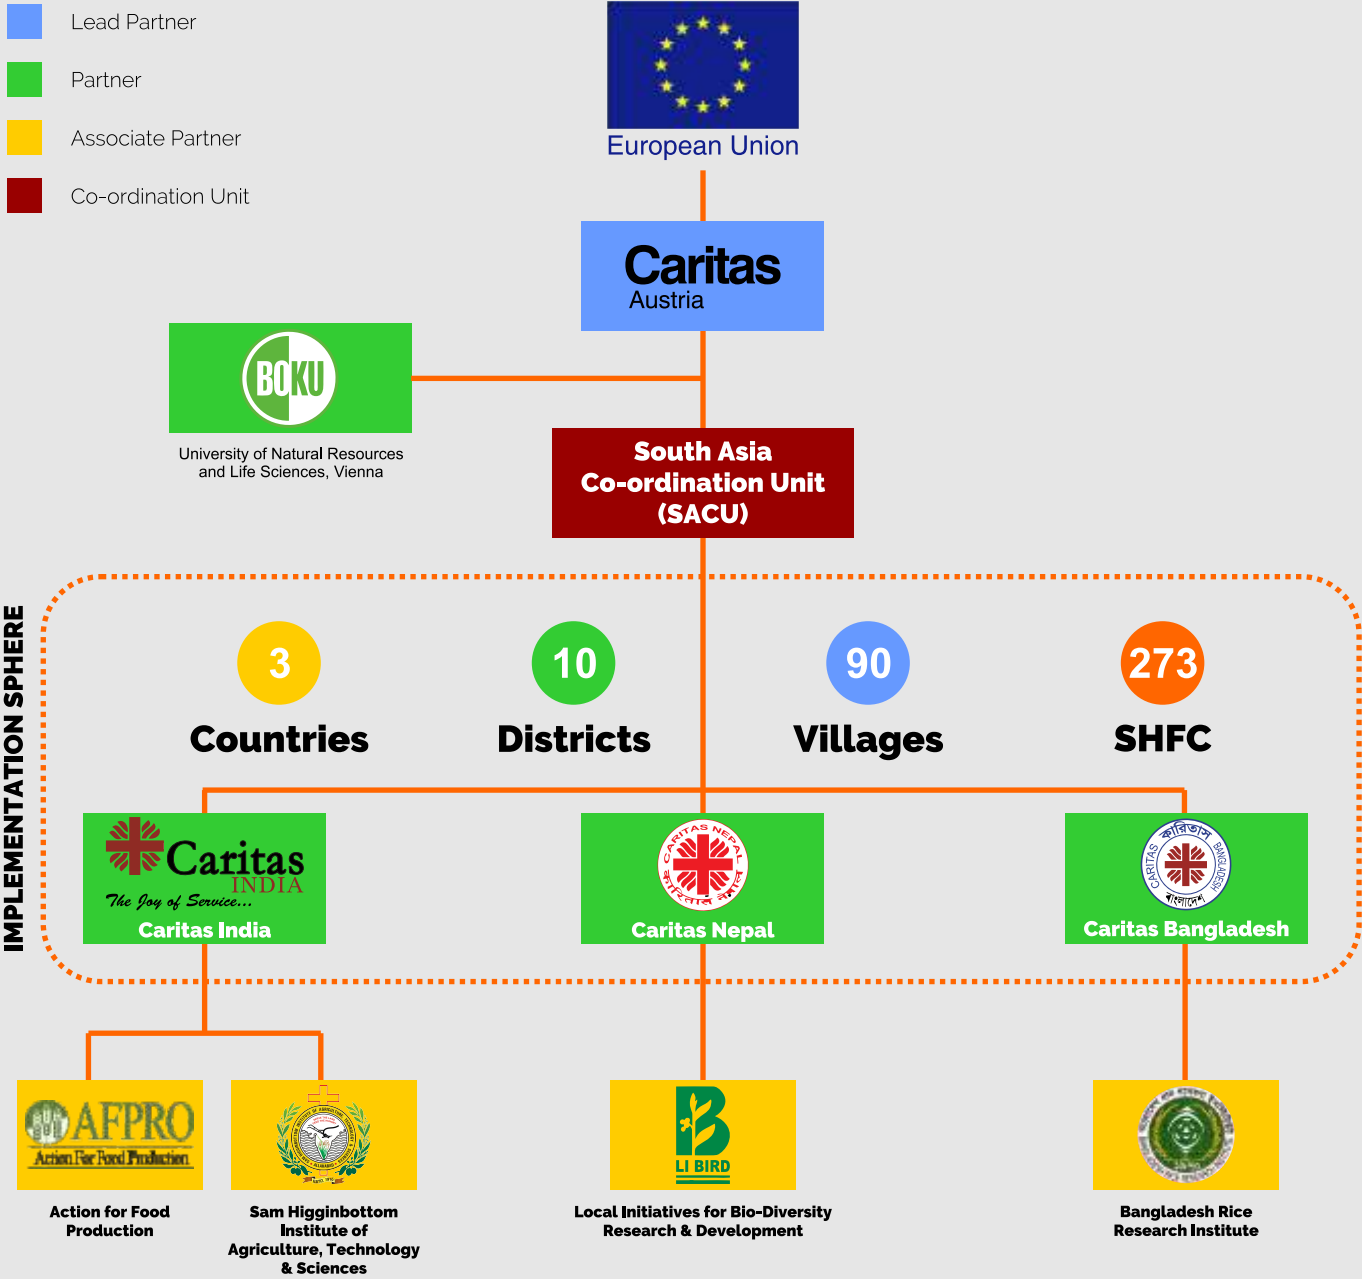 Lead Partner
Partner
Associate Partner
Co-ordination Unit
European Union
Caritas
Austria
BOKU
University of Natural Resources
and Life Sciences, Vienna
South Asia
Co-ordination Unit
(SACU)
IMPLEMENTATION SPHERE
3
Countries
10
Districts
90
Villages
273
SHFC
Caritas
INDIA
The Joy of Service...
Caritas India
CARITAS NEPAL
कारितास नेपाल
Caritas Nepal
কারিতাস
CARITAS
BANGLADESH
বাংলাদেশ
Caritas Bangladesh
AFPRO
Action For Food Production
Action for Food
Production
Sam Higginbottom
Institute of
Agriculture, Technology
& Sciences
LI BIRD
Local Initiatives for Bio-Diversity
Research & Development
Bangladesh Rice
Research Institute